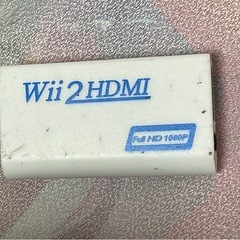 Wii 2 HDMI
Full HD 1080P